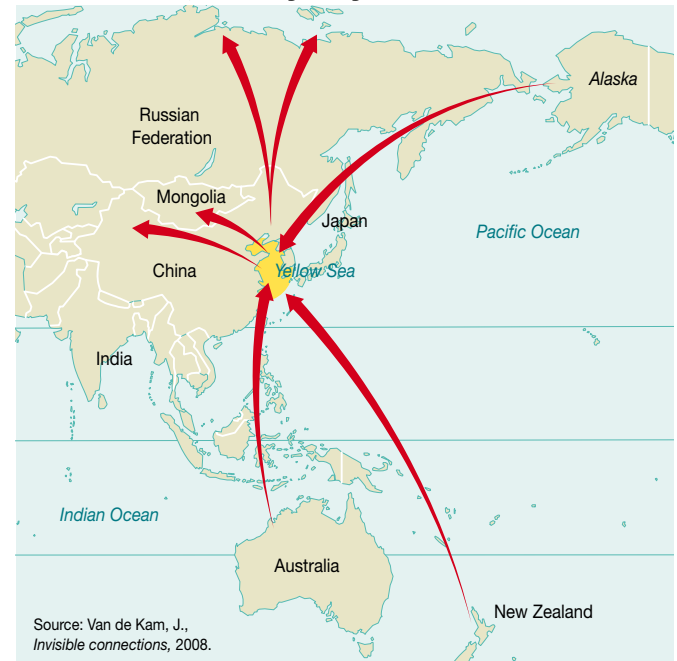 Alaska
Russian
Federation
Mongolia
Japan
Pacific Ocean
China
Yellow Sea
India
Indian Ocean
Australia
New Zealand
Source: Van de Kam, J.,
Invisible connections, 2008.